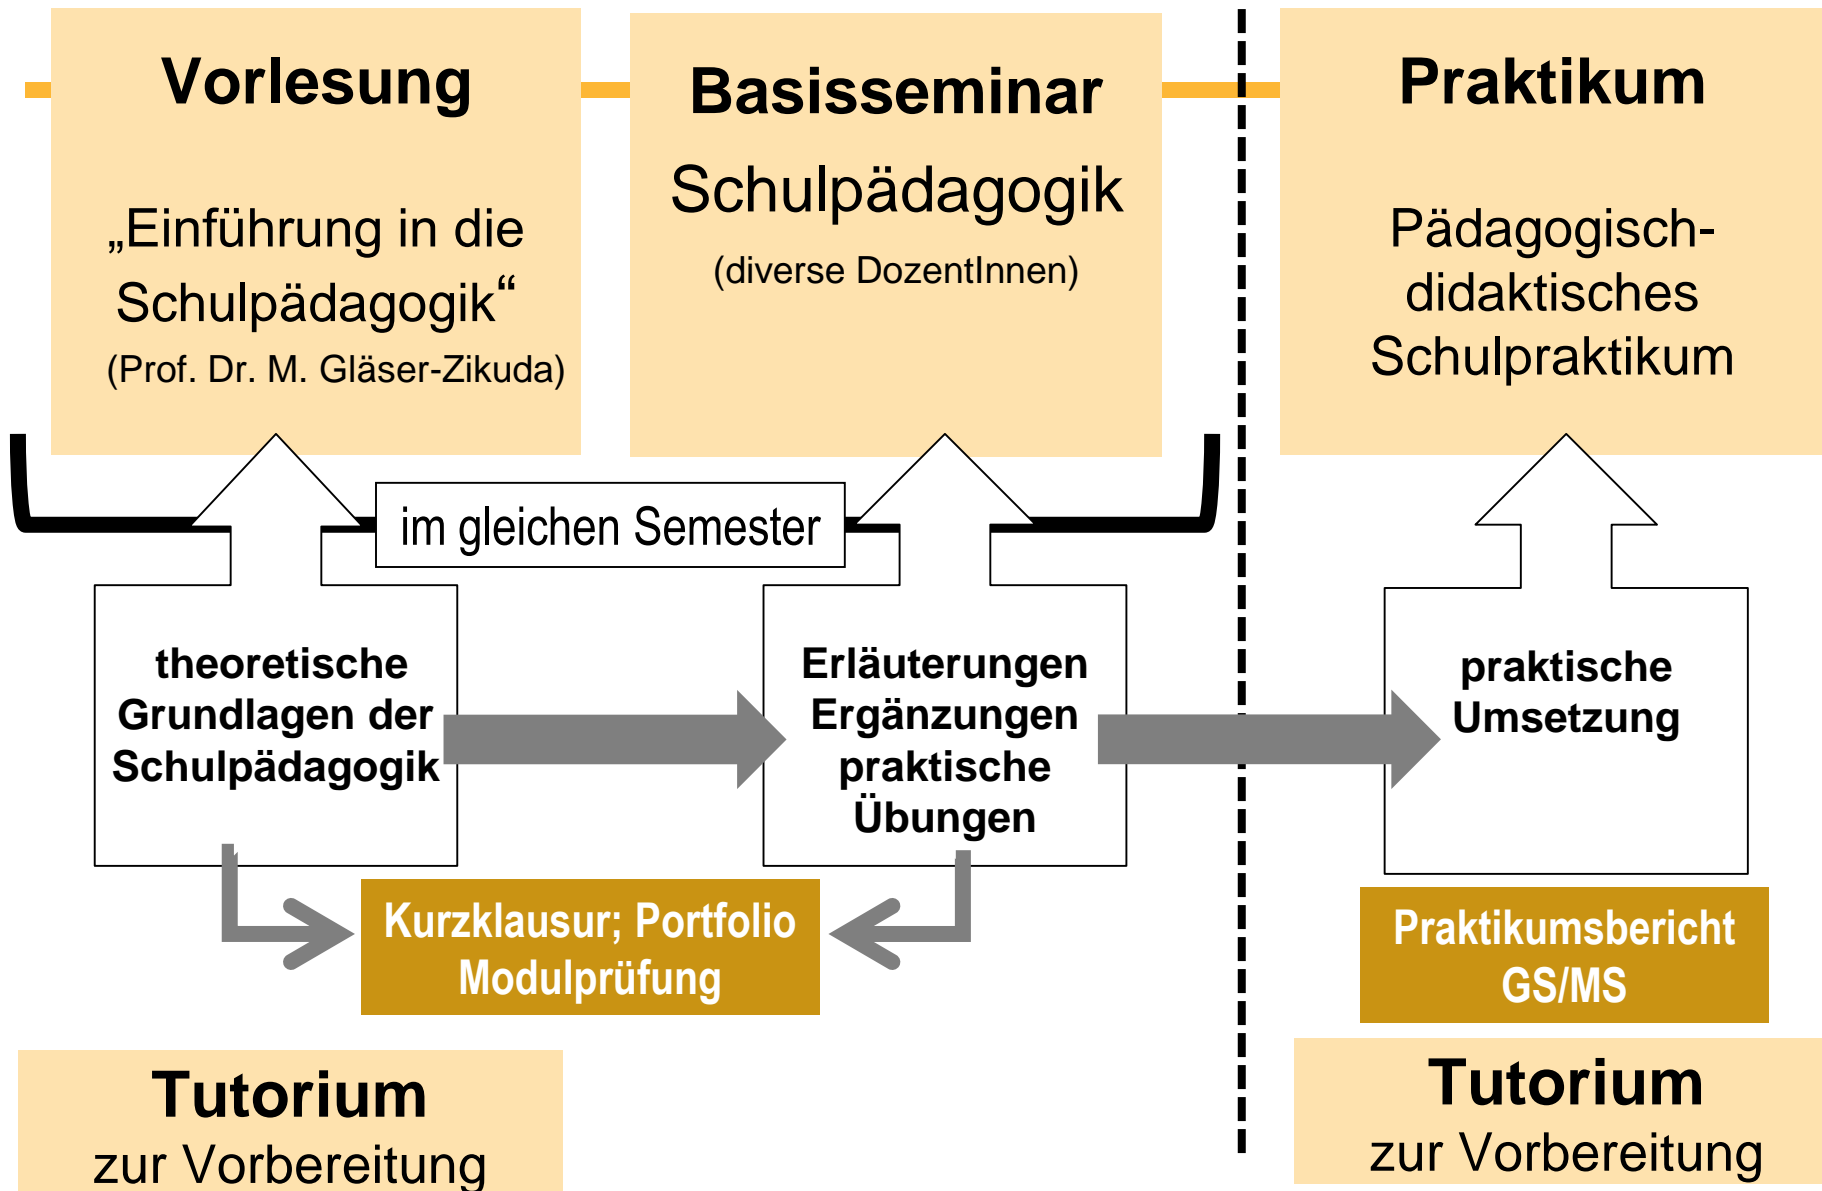 Vorlesung
„Einführung in die
Schulpädagogik“
(Prof. Dr. M. Gläser-Zikuda)
Basisseminar
Schulpädagogik
(diverse DozentInnen)
Praktikum
Pädagogisch-
didaktisches
Schulpraktikum
im gleichen Semester
theoretische
Grundlagen der
Schulpädagogik
Erläuterungen
Ergänzungen
praktische
Übungen
praktische
Umsetzung
Kurzklausur; Portfolio
Modulprüfung
Praktikumsbericht
GS/MS
Tutorium
zur Vorbereitung
Tutorium
zur Vorbereitung